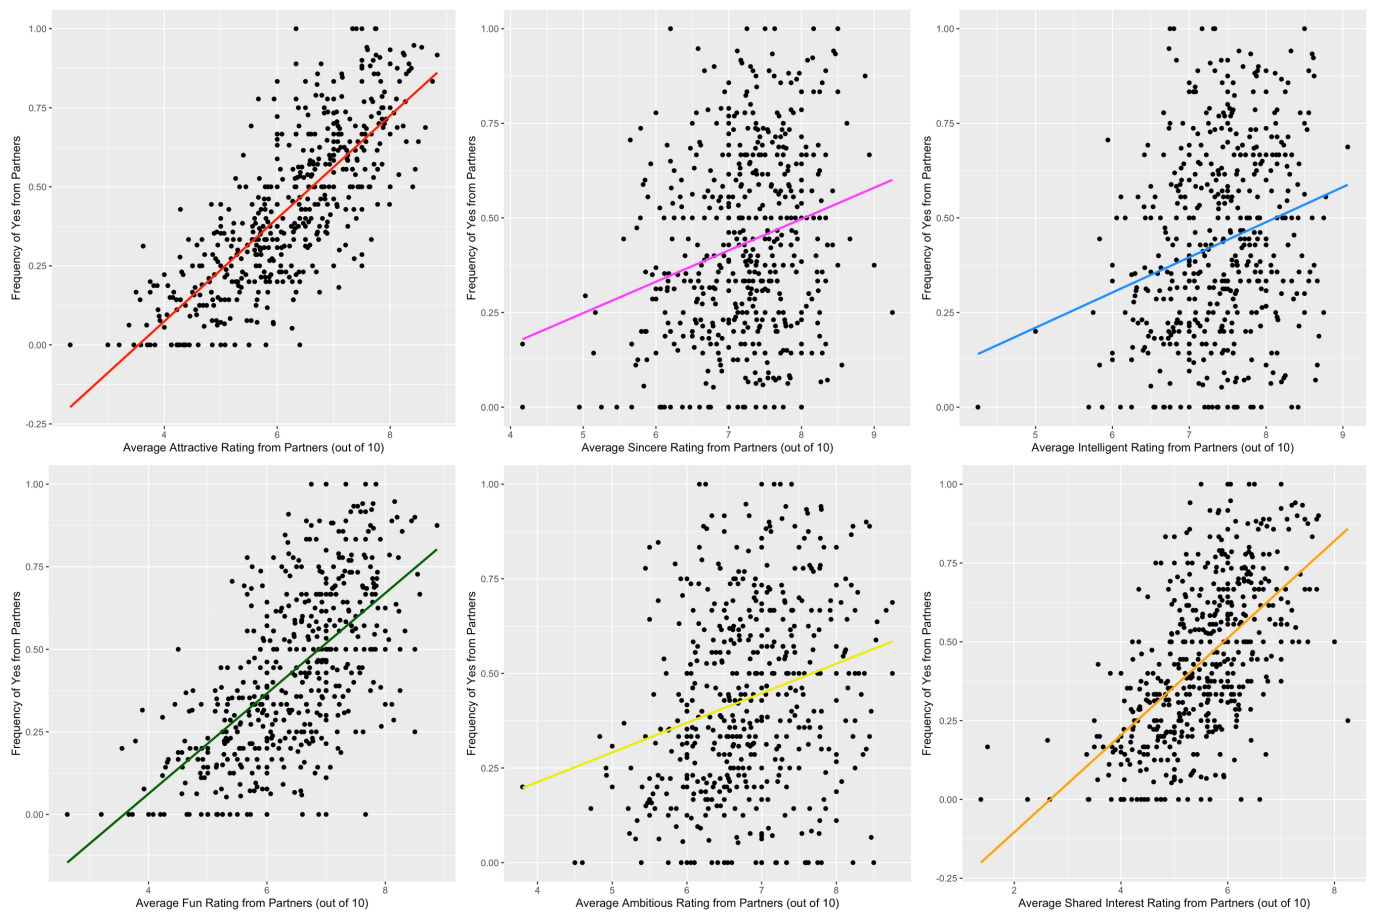 1.00
0.75
0.50
0.25
0.00
-0.25
Frequency of Yes from Partners
4 6 8
Average Attractive Rating from Partners (out of 10)
1.00
0.75
0.50
0.25
0.00
Frequency of Yes from Partners
4 5 6 7 8 9
Average Sincere Rating from Partners (out of 10)
1.00
0.75
0.50
0.25
0.00
Frequency of Yes from Partners
5 6 7 8 9
Average Intelligent Rating from Partners (out of 10)
1.00
0.75
0.50
0.25
0.00
Frequency of Yes from Partners
4 6 8
Average Fun Rating from Partners (out of 10)
1.00
0.75
0.50
0.25
0.00
Frequency of Yes from Partners
4 5 6 7 8
Average Ambitious Rating from Partners (out of 10)
1.00
0.75
0.50
0.25
0.00
-0.25
Frequency of Yes from Partners
2 4 6 8
Average Shared Interest Rating from Partners (out of 10)